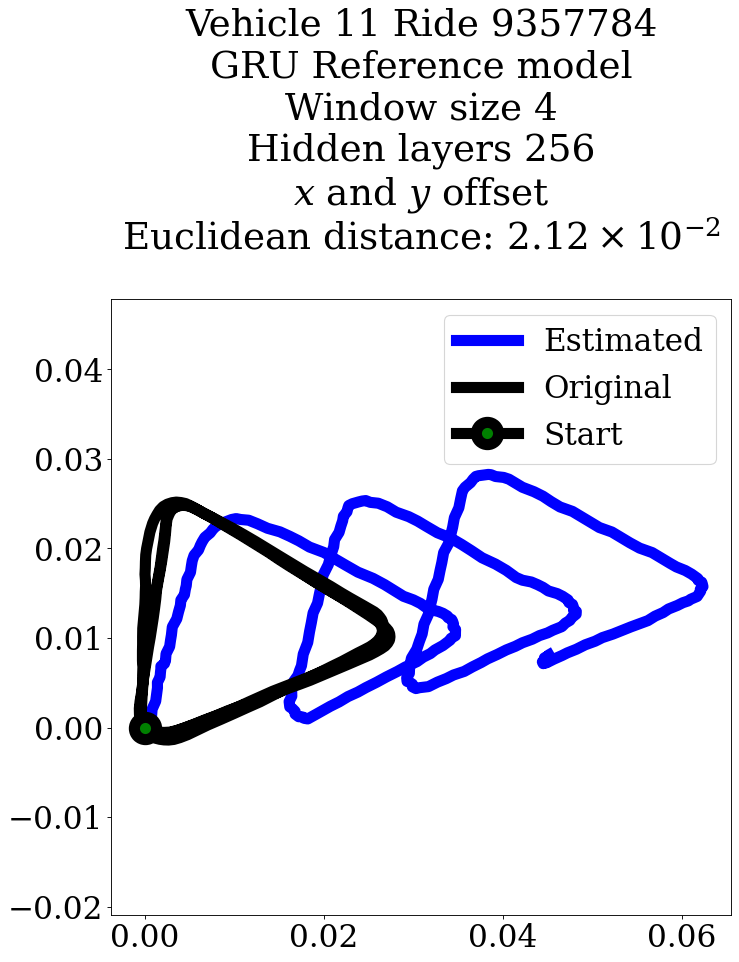 Vehicle 11 Ride 9357784
GRU Reference model
Window size 4
Hidden layers 256
x and y offset
Euclidean distance: 2.12 × 10⁻²
Estimated
Original
Start
0.04
0.03
0.02
0.01
0.00
−0.01
−0.02
0.00 0.02 0.04 0.06